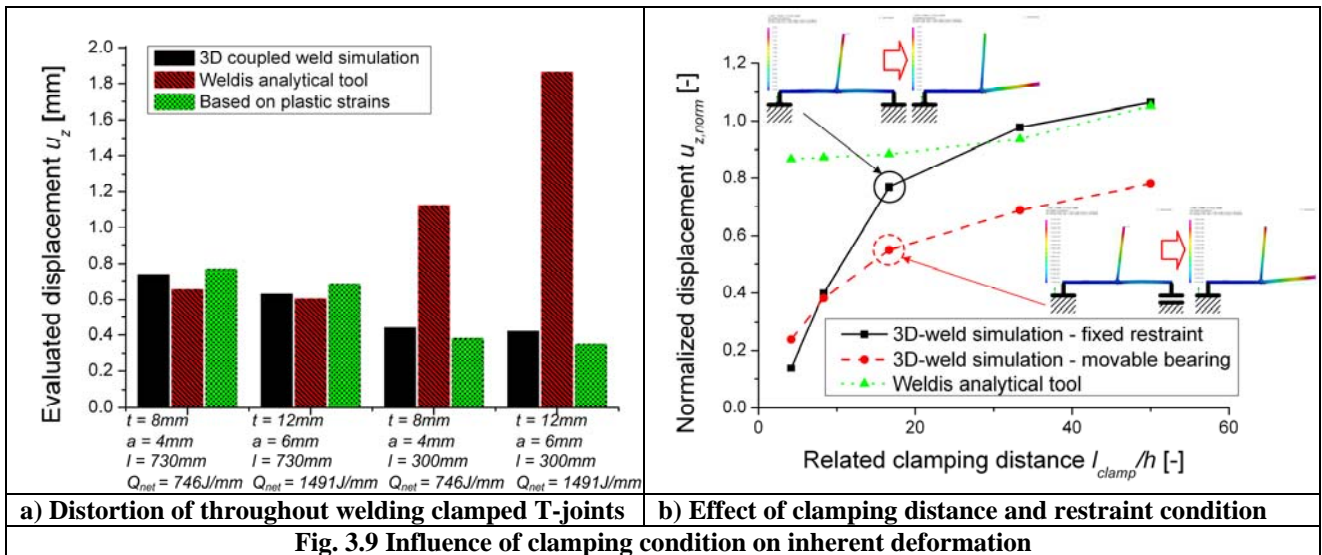 2.0
1.8
1.6
1.4
1.2
1.0
0.8
0.6
0.4
0.2
0.0
Evaluated displacement u_z [mm]
3D coupled weld simulation
Weldis analytical tool
Based on plastic strains
t = 8mm
a = 4mm
l = 730mm
Q_net = 746J/mm
t = 12mm
a = 6mm
l = 730mm
Q_net = 1491J/mm
t = 8mm
a = 4mm
l = 300mm
Q_net = 746J/mm
t = 12mm
a = 6mm
l = 300mm
Q_net = 1491J/mm
1.2
1.0
0.8
0.6
0.4
0.2
0.0
Normalized displacement u_z,norm [-]
3D-weld simulation - fixed restraint
3D-weld simulation - movable bearing
Weldis analytical tool
0
20
40
60
Related clamping distance l_clamp/h [-]
a) Distortion of throughout welding clamped T-joints
b) Effect of clamping distance and restraint condition
Fig. 3.9 Influence of clamping condition on inherent deformation